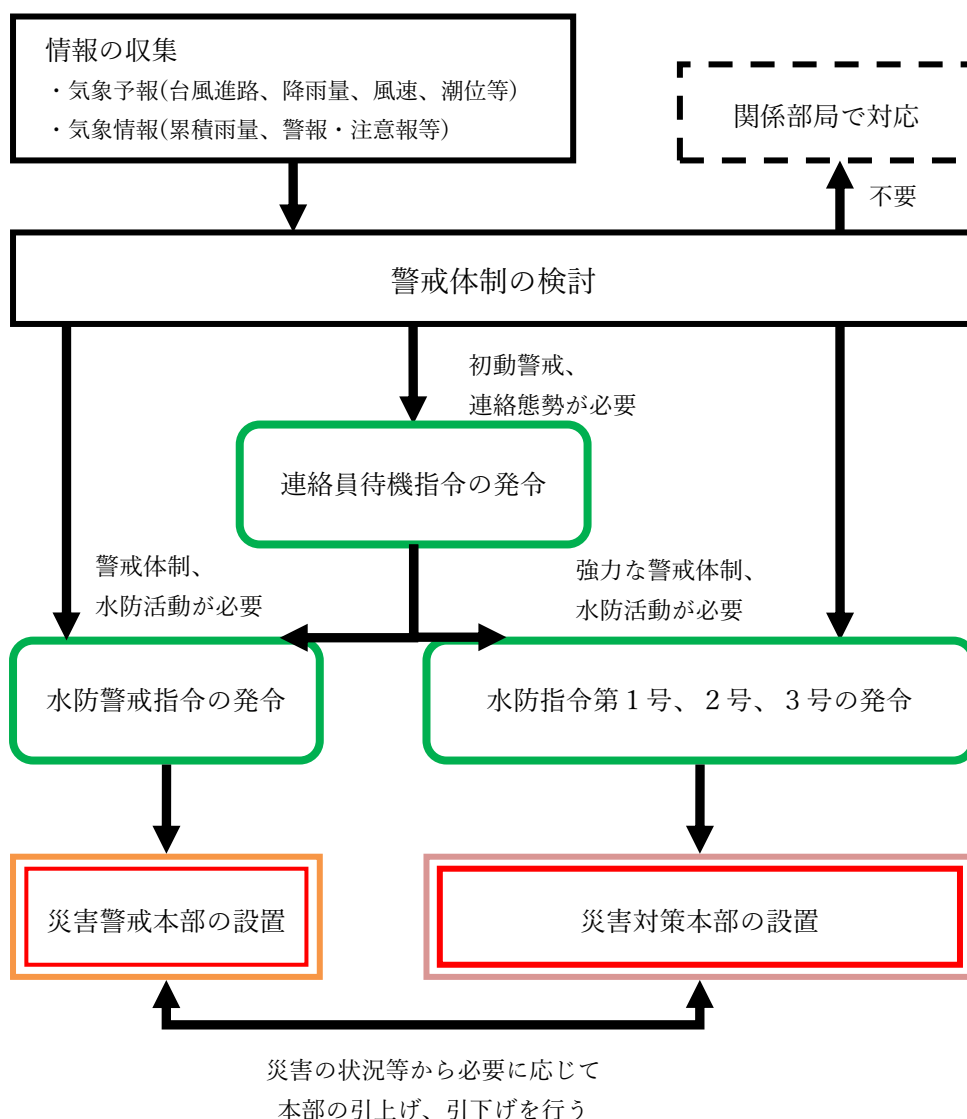 情報の収集
・気象予報(台風進路、降雨量、風速、潮位等)
・気象情報(累積雨量、警報・注意報等)
関係部局で対応
不要
警戒体制の検討
初動警戒、
連絡態勢が必要
連絡員待機指令の発令
警戒体制、
水防活動が必要
強力な警戒体制、
水防活動が必要
水防警戒指令の発令
水防指令第１号、２号、３号の発令
災害警戒本部の設置
災害対策本部の設置
災害の状況等から必要に応じて
本部の引上げ、引下げを行う